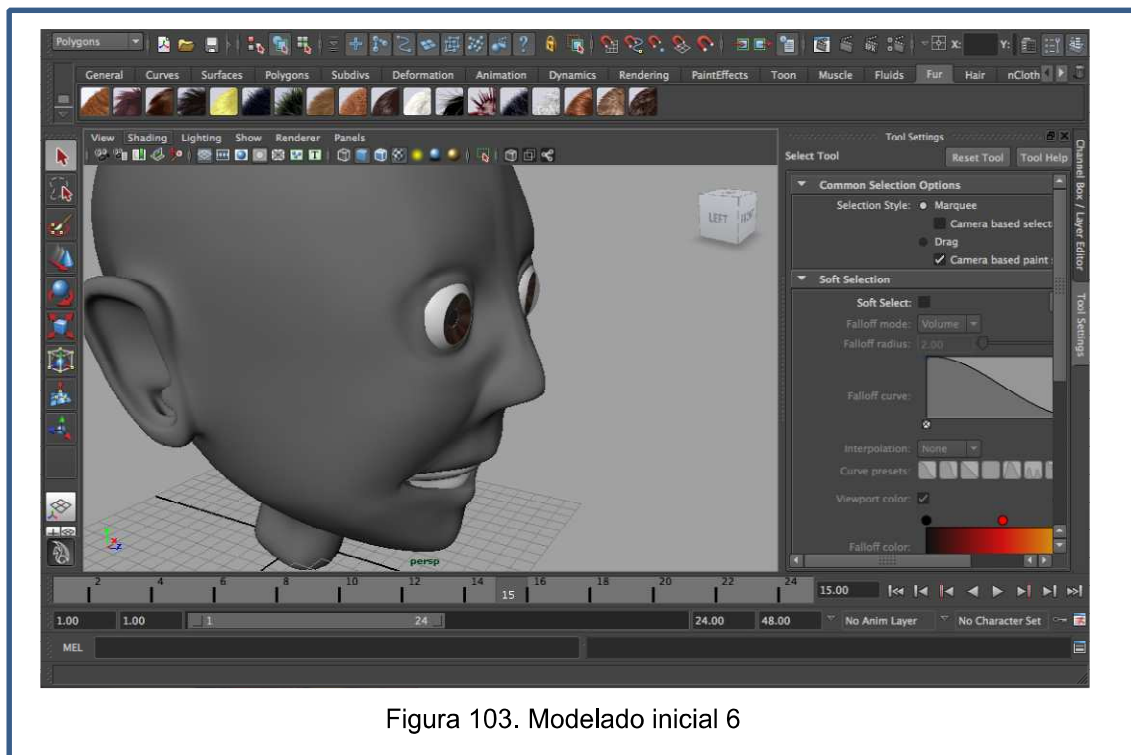 Polygons X: Y:
General Curves Surfaces Polygons Subdivs Deformation Animation Dynamics Rendering PaintEffects Toon Muscle Fluids Fur Hair nCloth
View Shading Lighting Show Renderer Panels
LEFT
persp
Tool Settings
Select Tool Reset Tool Tool Help
Common Selection Options
Selection Style: Marquee
Camera based select
Drag
Camera based paint
Soft Selection
Soft Select:
Falloff mode: Volume
Falloff radius: 2.00
Falloff curve:
Interpolation: None
Curve presets:
Viewport color:
Falloff color:
Channel Box / Layer Editor
Tool Settings
2 4 6 8 10 12 14 15 16 18 20 22 24 15.00
1.00 1.00 1 24 24.00 48.00 No Anim Layer No Character Set
MEL
Figura 103. Modelado inicial 6